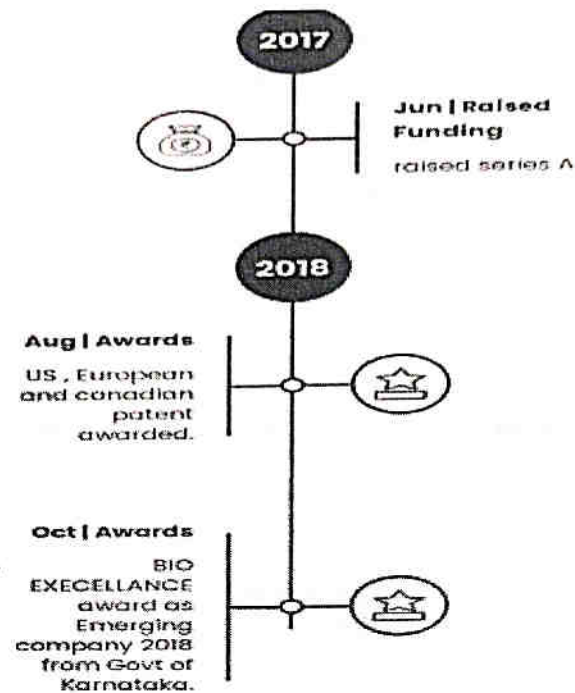 2017
Jun | Raised
Funding
raised series A
2018
Aug | Awards
US , European
and canadian
patent
awarded.
Oct | Awards
BIO
EXECELLANCE
award as
Emerging
company 2018
from Govt of
Karnataka.